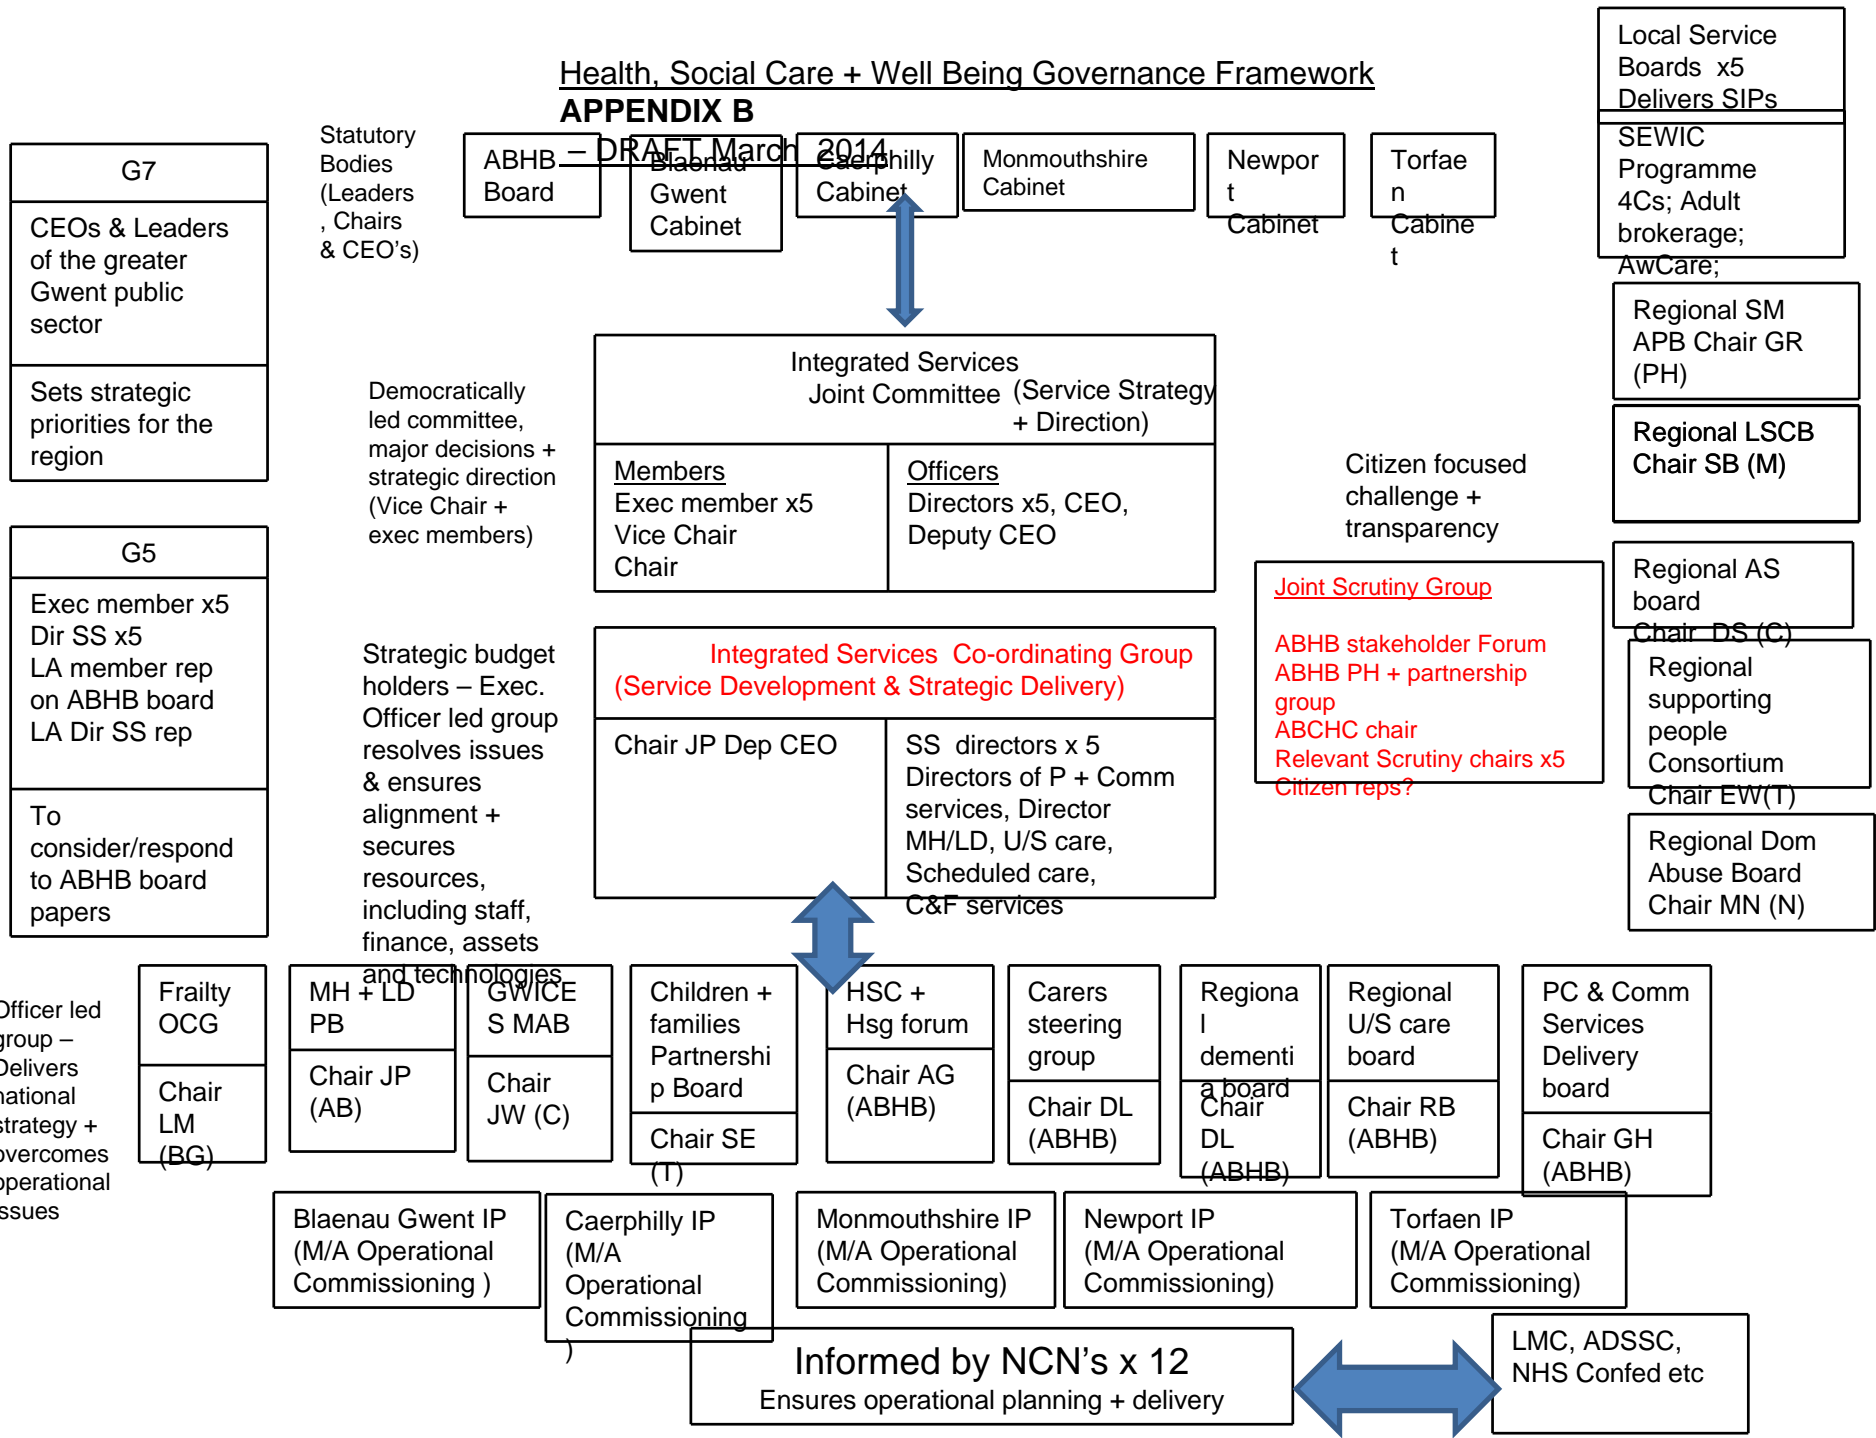 Health, Social Care + Well Being Governance Framework
APPENDIX B
– DRAFT March 2014
G7
CEOs & Leaders
of the greater
Gwent public
sector
Sets strategic
priorities for the
region
G5
Exec member x5
Dir SS x5
LA member rep
on ABHB board
LA Dir SS rep
To
consider/respond
to ABHB board
papers
Statutory
Bodies
(Leaders
, Chairs
& CEO's)
ABHB
Board
Blaenau
Gwent
Cabinet
Caerphilly
Cabinet
Monmouthshire
Cabinet
Newpor
t
Cabinet
Torfae
n
Cabine
t
Democratically
led committee,
major decisions +
strategic direction
(Vice Chair +
exec members)
Integrated Services
Joint Committee (Service Strategy
+ Direction)
Members
Exec member x5
Vice Chair
Chair
Officers
Directors x5, CEO,
Deputy CEO
Strategic budget
holders – Exec.
Officer led group
resolves issues
& ensures
alignment +
secures
resources,
including staff,
finance, assets
and technologies
Integrated Services Co-ordinating Group
(Service Development & Strategic Delivery)
Chair JP Dep CEO
SS directors x 5
Directors of P + Comm
services, Director
MH/LD, U/S care,
Scheduled care,
C&F services
Citizen focused
challenge +
transparency
Joint Scrutiny Group
ABHB stakeholder Forum
ABHB PH + partnership
group
ABCHC chair
Relevant Scrutiny chairs x5
Citizen reps?
Local Service
Boards x5
Delivers SIPs
SEWIC
Programme
4Cs; Adult
brokerage;
AwCare;
Regional SM
APB Chair GR
(PH)
Regional LSCB
Chair SB (M)
Regional AS
board
Chair DS (C)
Regional
supporting
people
Consortium
Chair EW(T)
Regional Dom
Abuse Board
Chair MN (N)
Officer led
group –
Delivers
national
strategy +
overcomes
operational
issues
Frailty
OCG
Chair
LM
(BG)
MH + LD
PB
Chair JP
(AB)
GWICE
S MAB
Chair
JW (C)
Children +
families
Partnershi
p Board
Chair SE
(T)
HSC +
Hsg forum
Chair AG
(ABHB)
Carers
steering
group
Chair DL
(ABHB)
Regiona
l
dementi
a board
Chair
DL
(ABHB)
Regional
U/S care
board
Chair RB
(ABHB)
PC & Comm
Services
Delivery
board
Chair GH
(ABHB)
Blaenau Gwent IP
(M/A Operational
Commissioning )
Caerphilly IP
(M/A
Operational
Commissioning
)
Monmouthshire IP
(M/A Operational
Commissioning)
Newport IP
(M/A Operational
Commissioning)
Torfaen IP
(M/A Operational
Commissioning)
Informed by NCN's x 12
Ensures operational planning + delivery
LMC, ADSSC,
NHS Confed etc